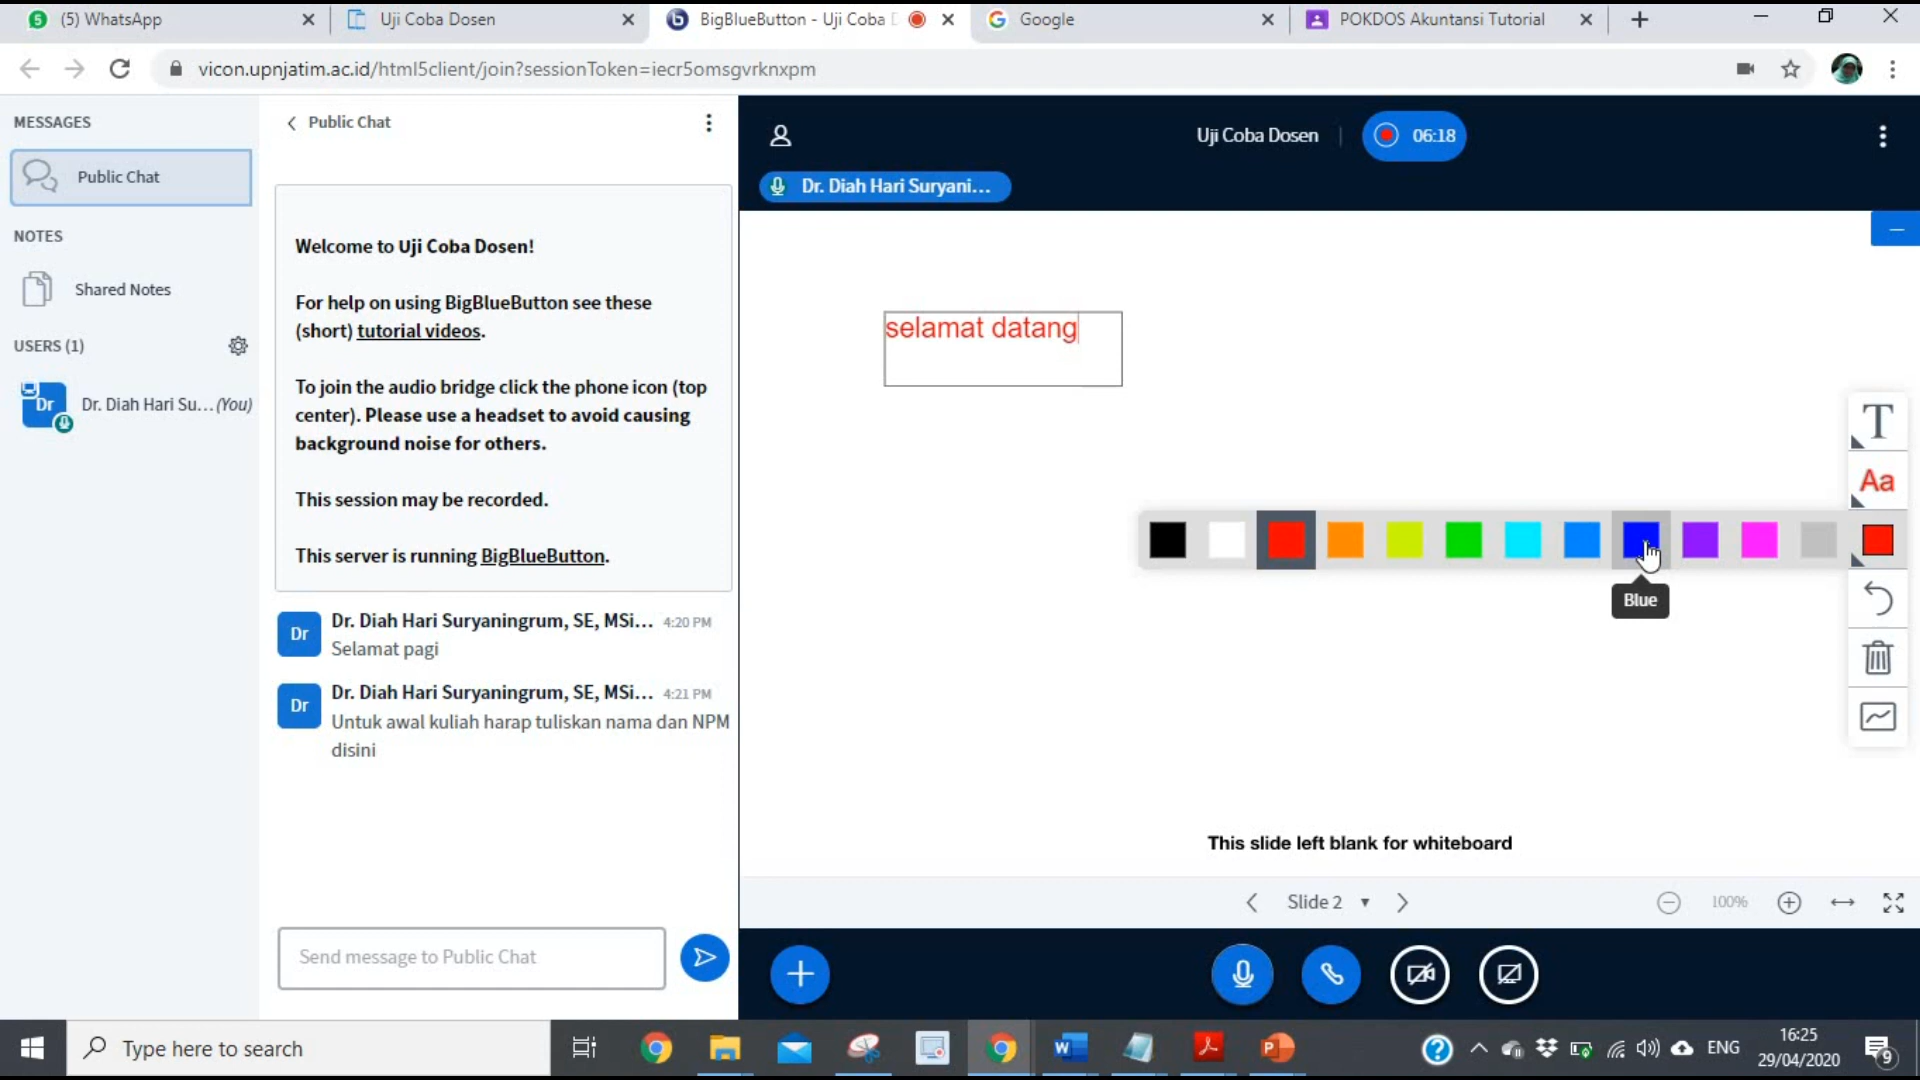 (5) WhatsApp
Uji Coba Dosen
BigBlueButton - Uji Coba D
Google
POKDOS Akuntansi Tutorial
vicon.upnjatim.ac.id/html5client/join?sessionToken=iecr5omsgvrknxpm
MESSAGES
Public Chat
NOTES
Shared Notes
USERS (1)
Dr
Dr. Diah Hari Su... (You)
Public Chat
Welcome to Uji Coba Dosen!
For help on using BigBlueButton see these
(short) tutorial videos.
To join the audio bridge click the phone icon (top
center). Please use a headset to avoid causing
background noise for others.
This session may be recorded.
This server is running BigBlueButton.
Dr
Dr. Diah Hari Suryaningrum, SE, MSi... 4:20 PM
Selamat pagi
Dr
Dr. Diah Hari Suryaningrum, SE, MSi... 4:21 PM
Untuk awal kuliah harap tuliskan nama dan NPM
disini
Send message to Public Chat
Uji Coba Dosen
06:18
Dr. Diah Hari Suryani...
selamat datang
T
Aa
Blue
This slide left blank for whiteboard
Slide 2
100%
Type here to search
ENG
16:25
29/04/2020
9